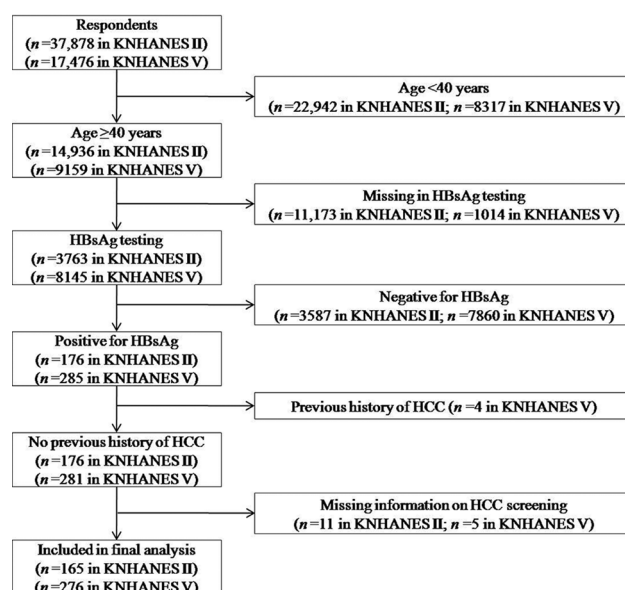 Respondents
(n=37,878 in KNHANES II)
(n=17,476 in KNHANES V)
Age <40 years
(n=22,942 in KNHANES II; n=8317 in KNHANES V)
Age ≥40 years
(n=14,936 in KNHANES II)
(n=9159 in KNHANES V)
Missing in HBsAg testing
(n=11,173 in KNHANES II; n=1014 in KNHANES V)
HBsAg testing
(n=3763 in KNHANES II)
(n=8145 in KNHANES V)
Negative for HBsAg
(n=3587 in KNHANES II; n=7860 in KNHANES V)
Positive for HBsAg
(n=176 in KNHANES II)
(n=285 in KNHANES V)
Previous history of HCC (n=4 in KNHANES V)
No previous history of HCC
(n=176 in KNHANES II)
(n=281 in KNHANES V)
Missing information on HCC screening
(n=11 in KNHANES II; n=5 in KNHANES V)
Included in final analysis
(n=165 in KNHANES II)
(n=276 in KNHANES V)